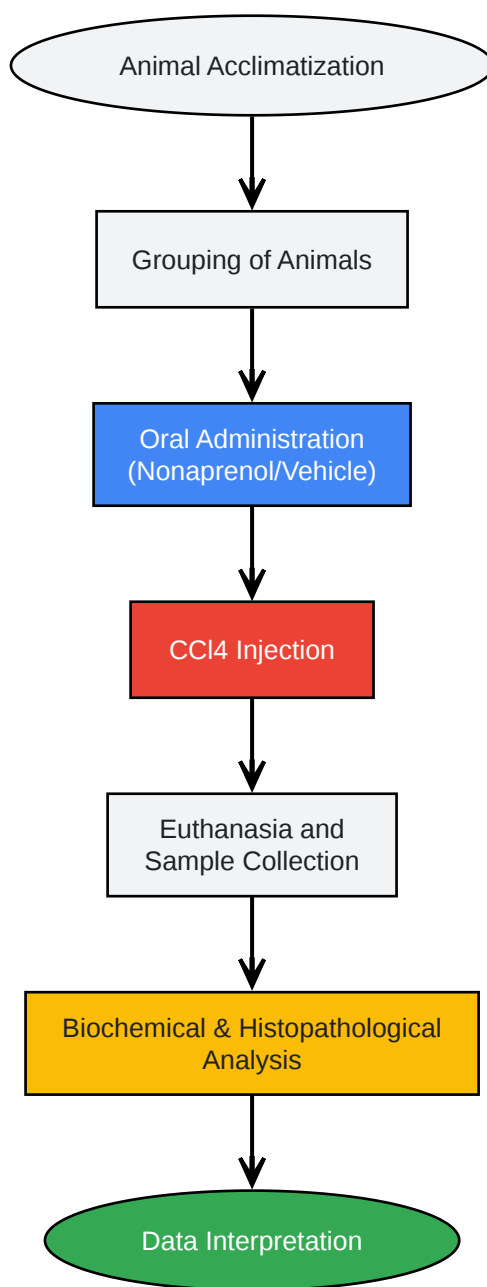 Animal Acclimatization
Grouping of Animals
Oral Administration
(Nonaprenol/Vehicle)
CCl4 Injection
Euthanasia and
Sample Collection
Biochemical & Histopathological
Analysis
Data Interpretation